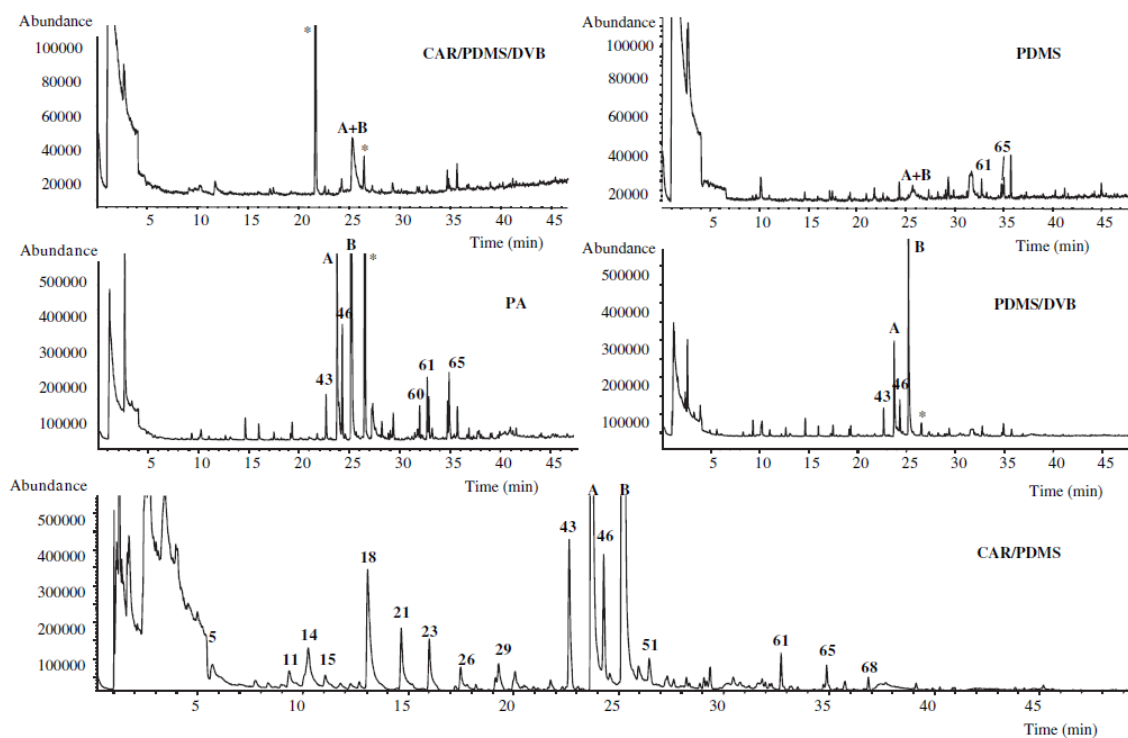 Abundance
100000
80000
60000
40000
20000
*
CAR/PDMS/DVB
A+B
*
5 10 15 20 25 30 35 40 45
Time (min)
Abundance
100000
80000
60000
40000
20000
PDMS
A+B
61
65
5 10 15 20 25 30 35 40 45
Time (min)
Abundance
500000
400000
300000
200000
100000
B
A
*
PA
46
43
60
61
65
5 10 15 20 25 30 35 40 45
Time (min)
Abundance
500000
400000
300000
200000
100000
B
PDMS/DVB
A
43
46
*
5 10 15 20 25 30 35 40 45
Time (min)
Abundance
500000
400000
300000
200000
100000
A B
CAR/PDMS
5
11
14
15
18
21
23
26
29
43
46
51
61
65
68
5 10 15 20 25 30 35 40 45
Time (min)